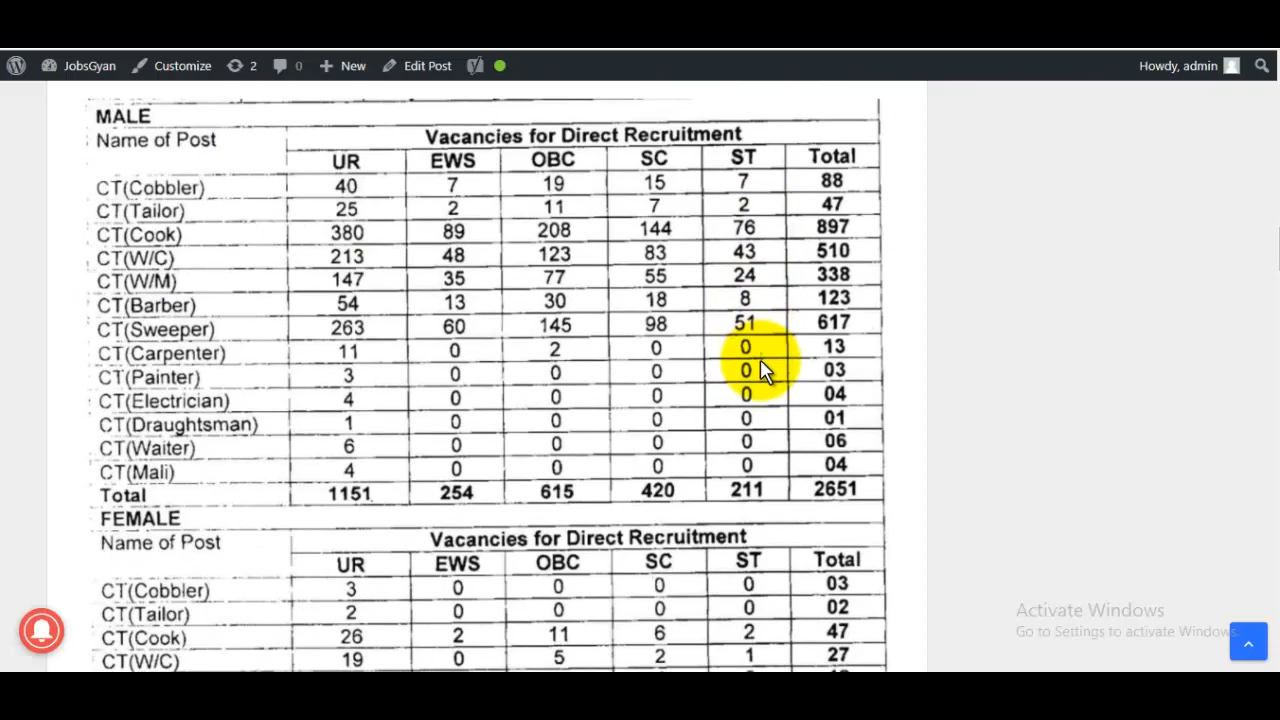 JobsGyan Customize 2 0 + New Edit Post Howdy, admin
MALE
Name of Post Vacancies for Direct Recruitment
UR EWS OBC SC ST Total
CT(Cobbler) 40 7 19 15 7 88
CT(Tailor) 25 2 11 7 2 47
CT(Cook) 380 89 208 144 76 897
CT(W/C) 213 48 123 83 43 510
CT(W/M) 147 35 77 55 24 338
CT(Barber) 54 13 30 18 8 123
CT(Sweeper) 263 60 145 98 51 617
CT(Carpenter) 11 0 2 0 0 13
CT(Painter) 3 0 0 0 0 03
CT(Electrician) 4 0 0 0 0 04
CT(Draughtsman) 1 0 0 0 0 01
CT(Waiter) 6 0 0 0 0 06
CT(Mali) 4 0 0 0 0 04
Total 1151 254 615 420 211 2651
FEMALE
Name of Post Vacancies for Direct Recruitment
UR EWS OBC SC ST Total
CT(Cobbler) 3 0 0 0 0 03
CT(Tailor) 2 0 0 0 0 02
CT(Cook) 26 2 11 6 2 47
CT(W/C) 19 0 5 2 1 27
Activate Windows
Go to Settings to activate Windows.